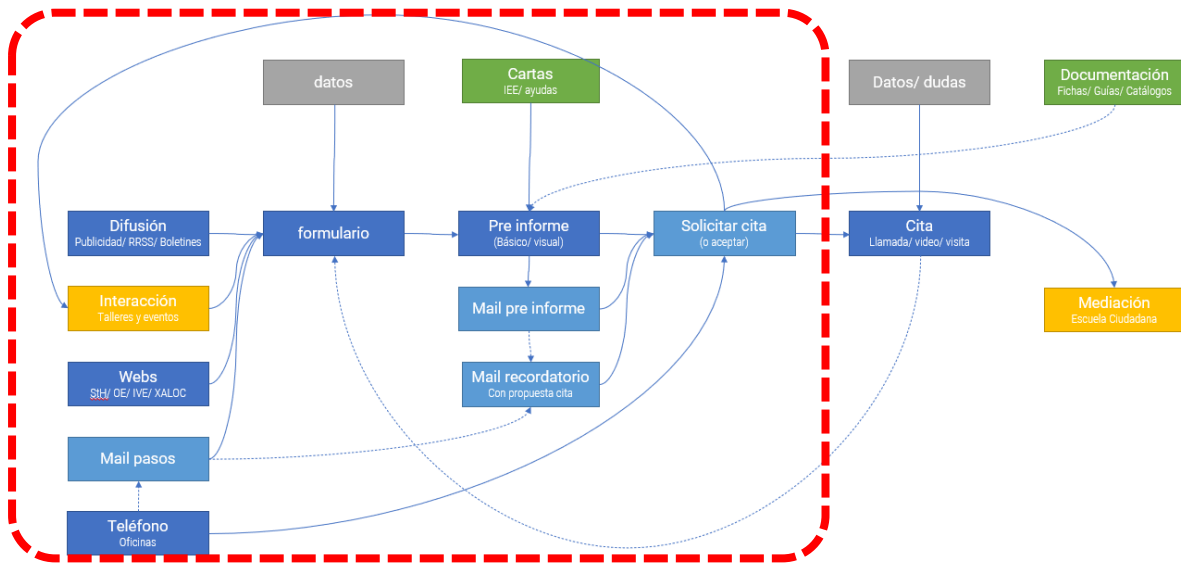 datos
Cartas
IEE/ ayudas
Datos/ dudas
Documentación
Fichas/ Guías/ Catálogos
Difusión
Publicidad/ RRSS/ Boletines
formulario
Pre informe
(Básico/ visual)
Solicitar cita
(o aceptar)
Cita
Llamada/ video/ visita
Interacción
Talleres y eventos
Mail pre informe
Mediación
Escuela Ciudadana
Webs
StH/ OE/ IVE/ XALOC
Mail recordatorio
Con propuesta cita
Mail pasos
Teléfono
Oficinas